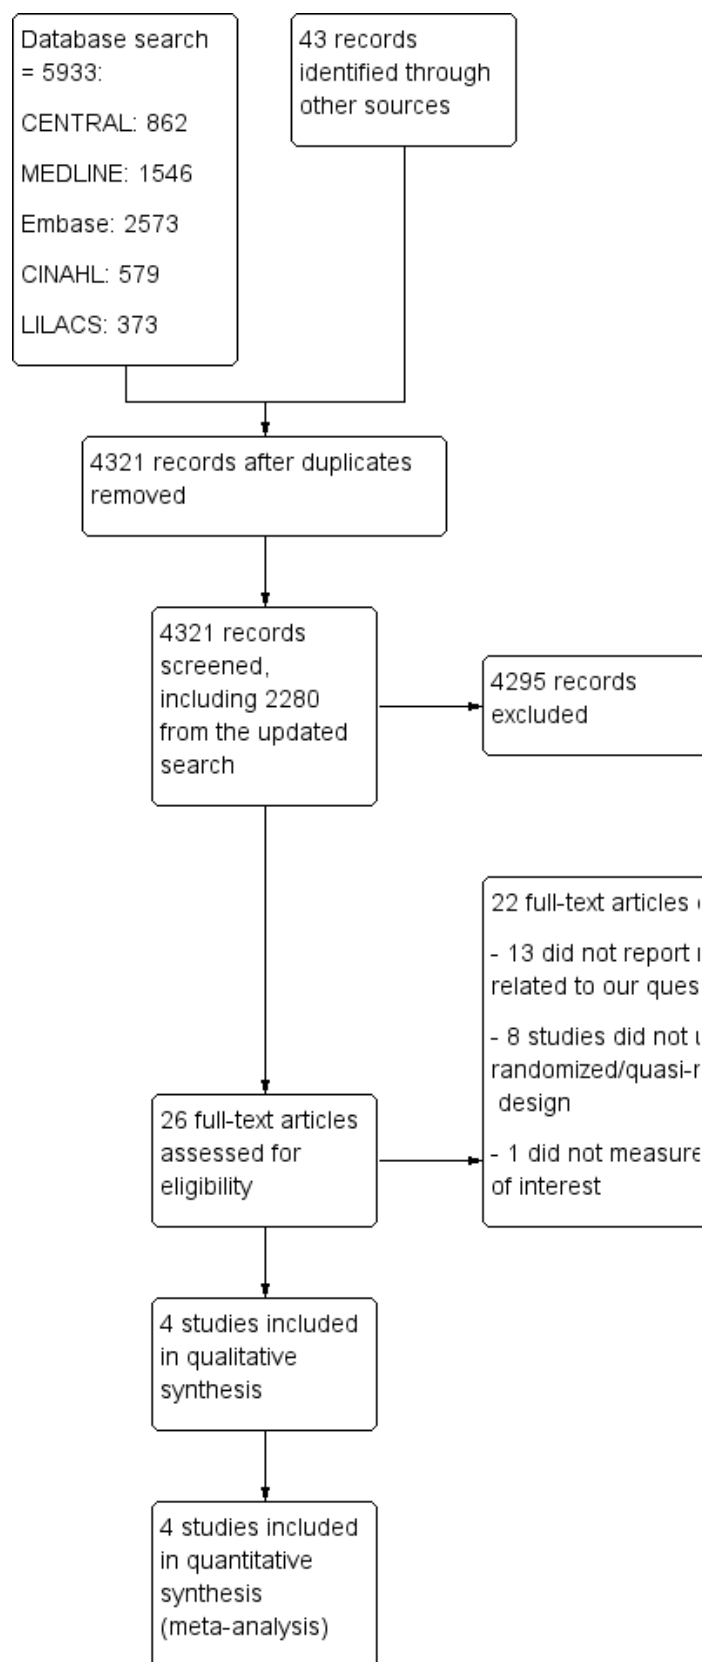 Database search
= 5933:
CENTRAL: 862
MEDLINE: 1546
Embase: 2573
CINAHL: 579
LILACS: 373
43 records
identified through
other sources
4321 records after duplicates
removed
4321 records
screened,
including 2280
from the updated
search
4295 records
excluded
22 full-text articles
- 13 did not report
related to our
- 8 studies did not
design
- 1 did not measure
of interest
26 full-text articles
assessed for
eligibility
4 studies included
in qualitative
synthesis
4 studies included
in quantitative
synthesis
(meta-analysis)